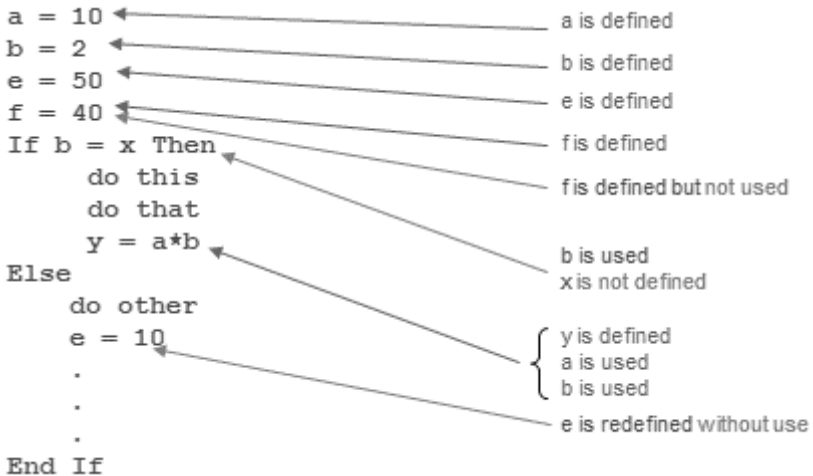 a = 10
b = 2
e = 50
f = 40
If b = x Then
do this
do that
y = a*b
Else
do other
e = 10
.
.
.
End If
a is defined
b is defined
e is defined
f is defined
f is defined but not used
b is used
x is not defined
y is defined
a is used
b is used
e is redefined without use